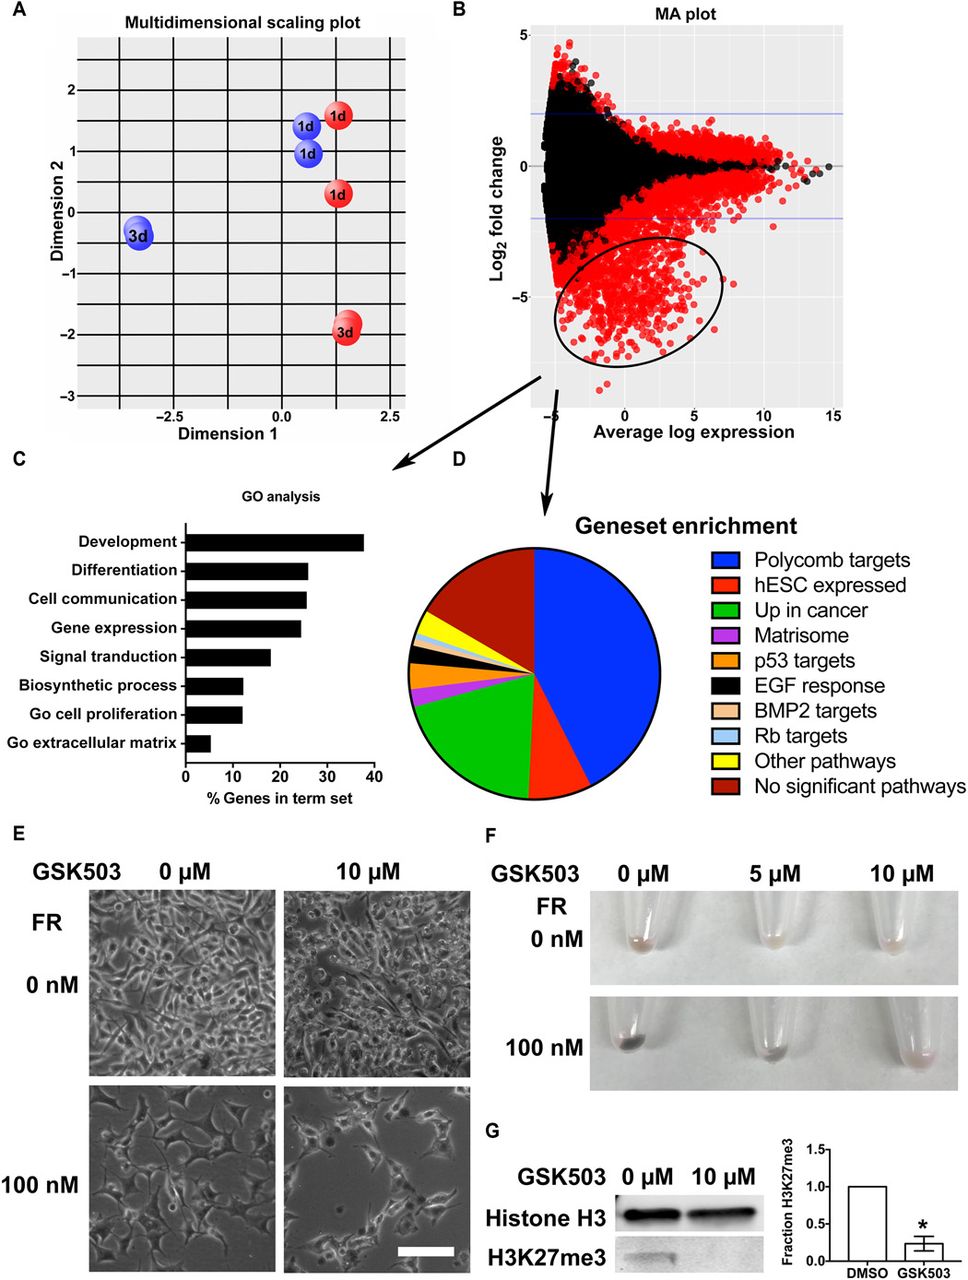 A
Multidimensional scaling plot
Dimension 2
2
1
0
−1
−2
−3
1d
1d
1d
1d
3d
3d
−2.5
0.0
2.5
Dimension 1
B
MA plot
Log2 fold change
5
0
−5
−5
0
5
10
15
Average log expression
C
GO analysis
Development
Differentiation
Cell communication
Gene expression
Signal tranduction
Biosynthetic process
Go cell proliferation
Go extracellular matrix
0
10
20
30
40
% Genes in term set
D
Geneset enrichment
Polycomb targets
hESC expressed
Up in cancer
Matrisome
p53 targets
EGF response
BMP2 targets
Rb targets
Other pathways
No significant pathways
E
GSK503 0 µM 10 µM
FR
0 nM
100 nM
F
GSK503 0 µM 5 µM 10 µM
FR
0 nM
100 nM
G
GSK503 0 µM 10 µM
Histone H3
H3K27me3
Fraction H3K27me3
1.5
1.0
0.5
0.0
*
DMSO GSK503